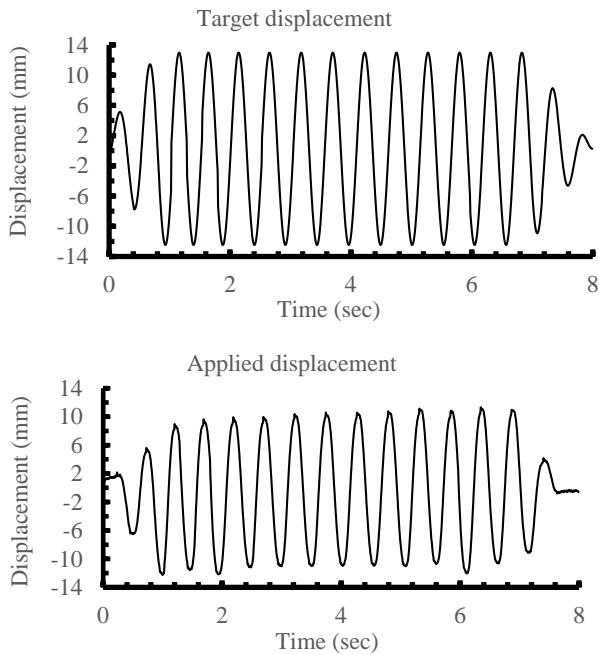 Target displacement
Displacement (mm)
14
10
6
2
-2
-6
-10
-14
0 2 4 6 8
Time (sec)
Applied displacement
Displacement (mm)
14
10
6
2
-2
-6
-10
-14
0 2 4 6 8
Time (sec)